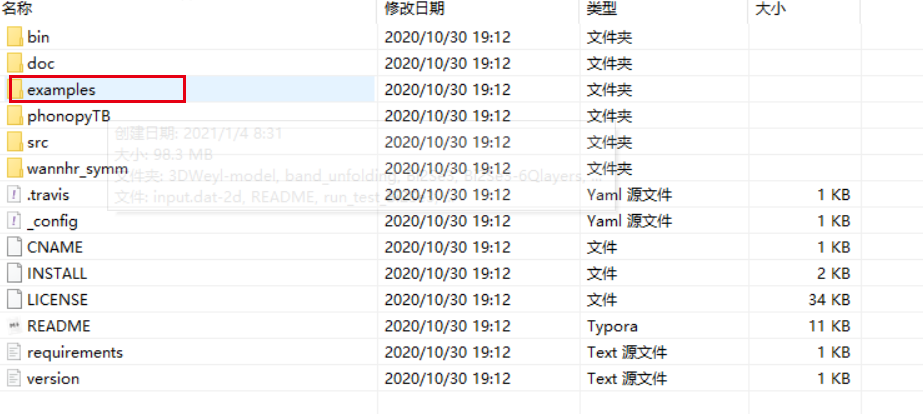 名称 修改日期 类型 大小
bin 2020/10/30 19:12 文件夹
doc 2020/10/30 19:12 文件夹
examples 2020/10/30 19:12 文件夹
phonopyTB 2020/10/30 19:12 文件夹
创建日期: 2021/1/4 8:31
src 2020/10/30 19:12 文件夹
大小: 98.3 MB
wannhr_symm 2020/10/30 19:12 文件夹
文件夹: 3DWeyl-model, band_unfolding, Bi2Se3, Bi2Se3-6Qlayers, ...
.travis 2020/10/30 19:12 Yaml 源文件 1 KB
文件: input.dat-2d, README, run_test
_config 2020/10/30 19:12 Yaml 源文件 1 KB
CNAME 2020/10/30 19:12 文件 1 KB
INSTALL 2020/10/30 19:12 文件 2 KB
LICENSE 2020/10/30 19:12 文件 34 KB
README 2020/10/30 19:12 Typora 11 KB
requirements 2020/10/30 19:12 Text 源文件 1 KB
version 2020/10/30 19:12 Text 源文件 1 KB